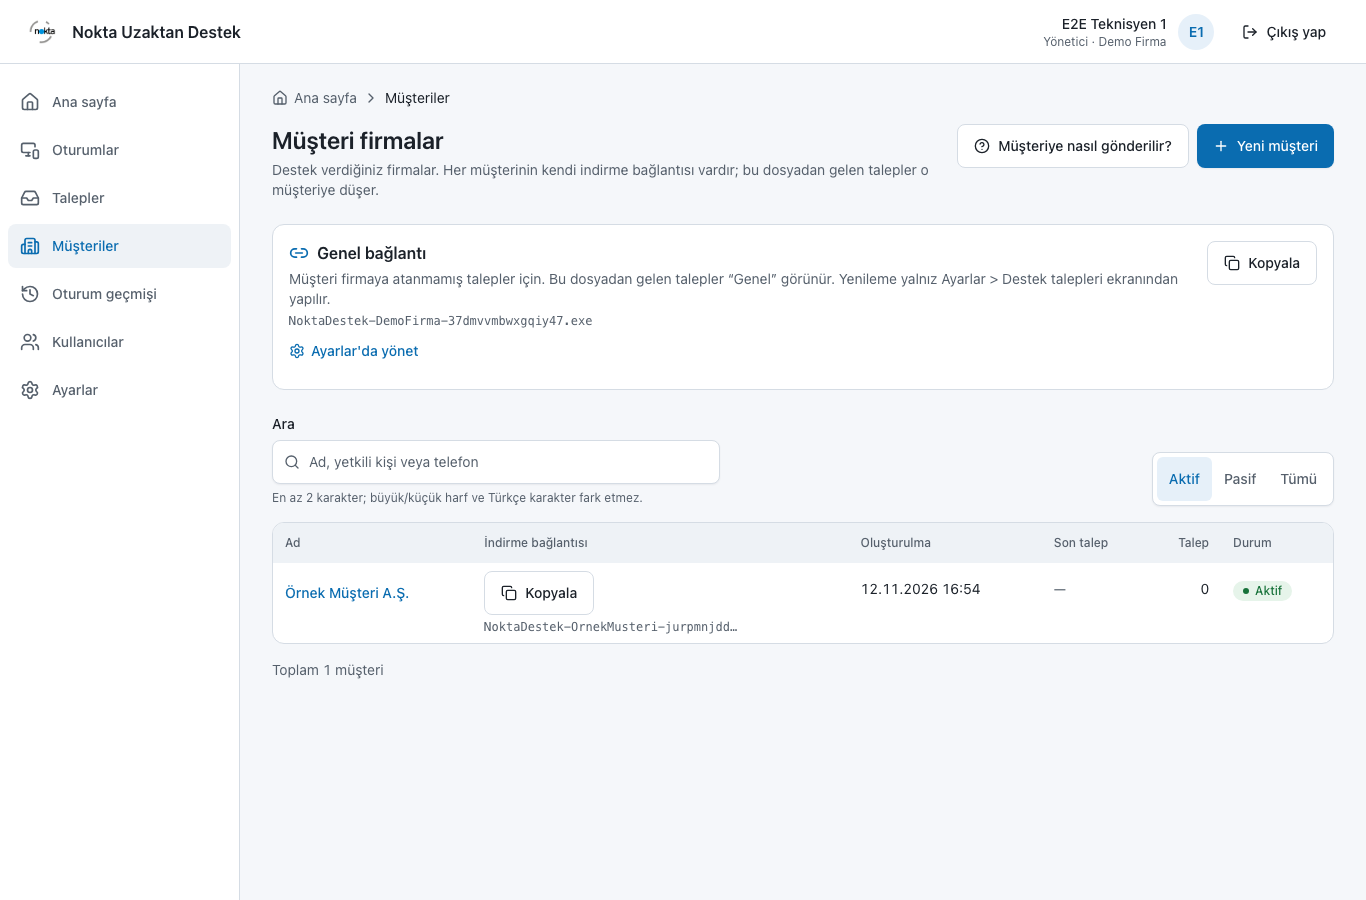 nokta
Nokta Uzaktan Destek
E2E Teknisyen 1
Yönetici · Demo Firma
E1
Çıkış yap
Ana sayfa
Oturumlar
Talepler
Müşteriler
Oturum geçmişi
Kullanıcılar
Ayarlar
Ana sayfa > Müşteriler
Müşteri firmalar
Destek verdiğiniz firmalar. Her müşterinin kendi indirme bağlantısı vardır; bu dosyadan gelen talepler o
müşteriye düşer.
Müşteriye nasıl gönderilir?
Yeni müşteri
Genel bağlantı
Müşteri firmaya atanmamış talepler için. Bu dosyadan gelen talepler “Genel” görünür. Yenileme yalnız Ayarlar > Destek talepleri ekranından
yapılır.
NoktaDestek-DemoFirma-37dmvvmbwxgqiy47.exe
Ayarlar'da yönet
Kopyala
Ara
Ad, yetkili kişi veya telefon
En az 2 karakter; büyük/küçük harf ve Türkçe karakter fark etmez.
Aktif Pasif Tümü
Ad İndirme bağlantısı Oluşturulma Son talep Talep Durum
Örnek Müşteri A.Ş. Kopyala 12.11.2026 16:54 — 0 Aktif
NoktaDestek-OrnekMusteri-jurpmnjdd…
Toplam 1 müşteri